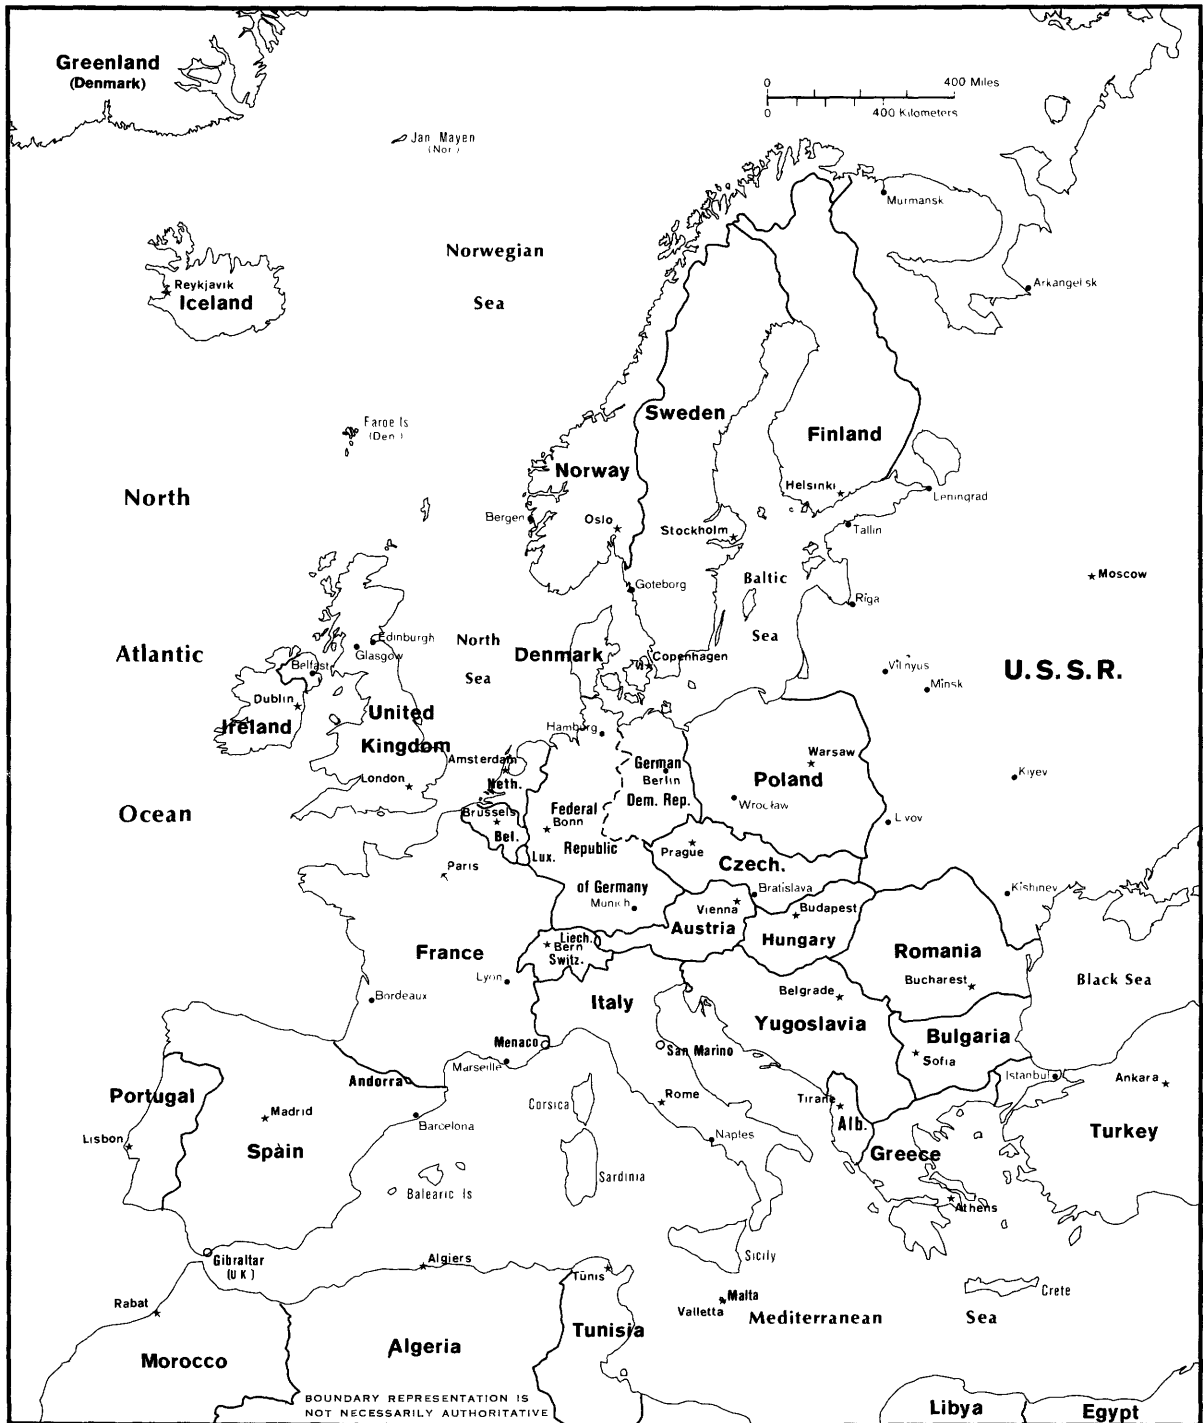 Greenland
(Denmark)
0 400 Miles
0 400 Kilometers
Jan Mayen
(Nor.)
Murmansk
Norwegian
Sea
Reykjavik
Iceland
Arkangel sk
Faroe Is
(Den.)
Sweden
Finland
Norway
Helsinki
Leningrad
North
Bergen
Oslo
Stockholm
Tallin
Baltic
Sea
Moscow
Goteborg
Riga
Edinburgh
Glasgow
North
Sea
Denmark
Copenhagen
Atlantic
Belfast
Vilnyus
Minsk
U.S.S.R.
Dublin
Ireland
United
Kingdom
Hamburg
Amsterdam
Neth.
German
Berlin
Dem. Rep.
Warsaw
Poland
Wrocław
Kiyev
London
Ocean
Brussels
Bel.
Federal
Bonn
Republic
of Germany
Munich
L vov
Lux.
Prague
Czech.
Paris
Bratislava
Kishinev
Vienna
Austria
Budapest
Hungary
France
Liech.
Bern
Switz.
Romania
Bucharest
Black Sea
Lyon
Bordeaux
Italy
Belgrade
Yugoslavia
Menaco
San Marino
Bulgaria
Sofia
Marseille
Andorra
Istanbul
Ankara
Portugal
Madrid
Corsica
Rome
Tirane
Alb.
Barcelona
Lisbon
Spain
Naples
Greece
Turkey
Balearic Is
Sardinia
Athens
Gibraltar
(U K)
Algiers
Tunis
Sicily
Crete
Rabat
Valletta
Malta
Mediterranean
Sea
Morocco
Algeria
Tunisia
BOUNDARY REPRESENTATION IS
NOT NECESSARILY AUTHORITATIVE
Libya
Egypt